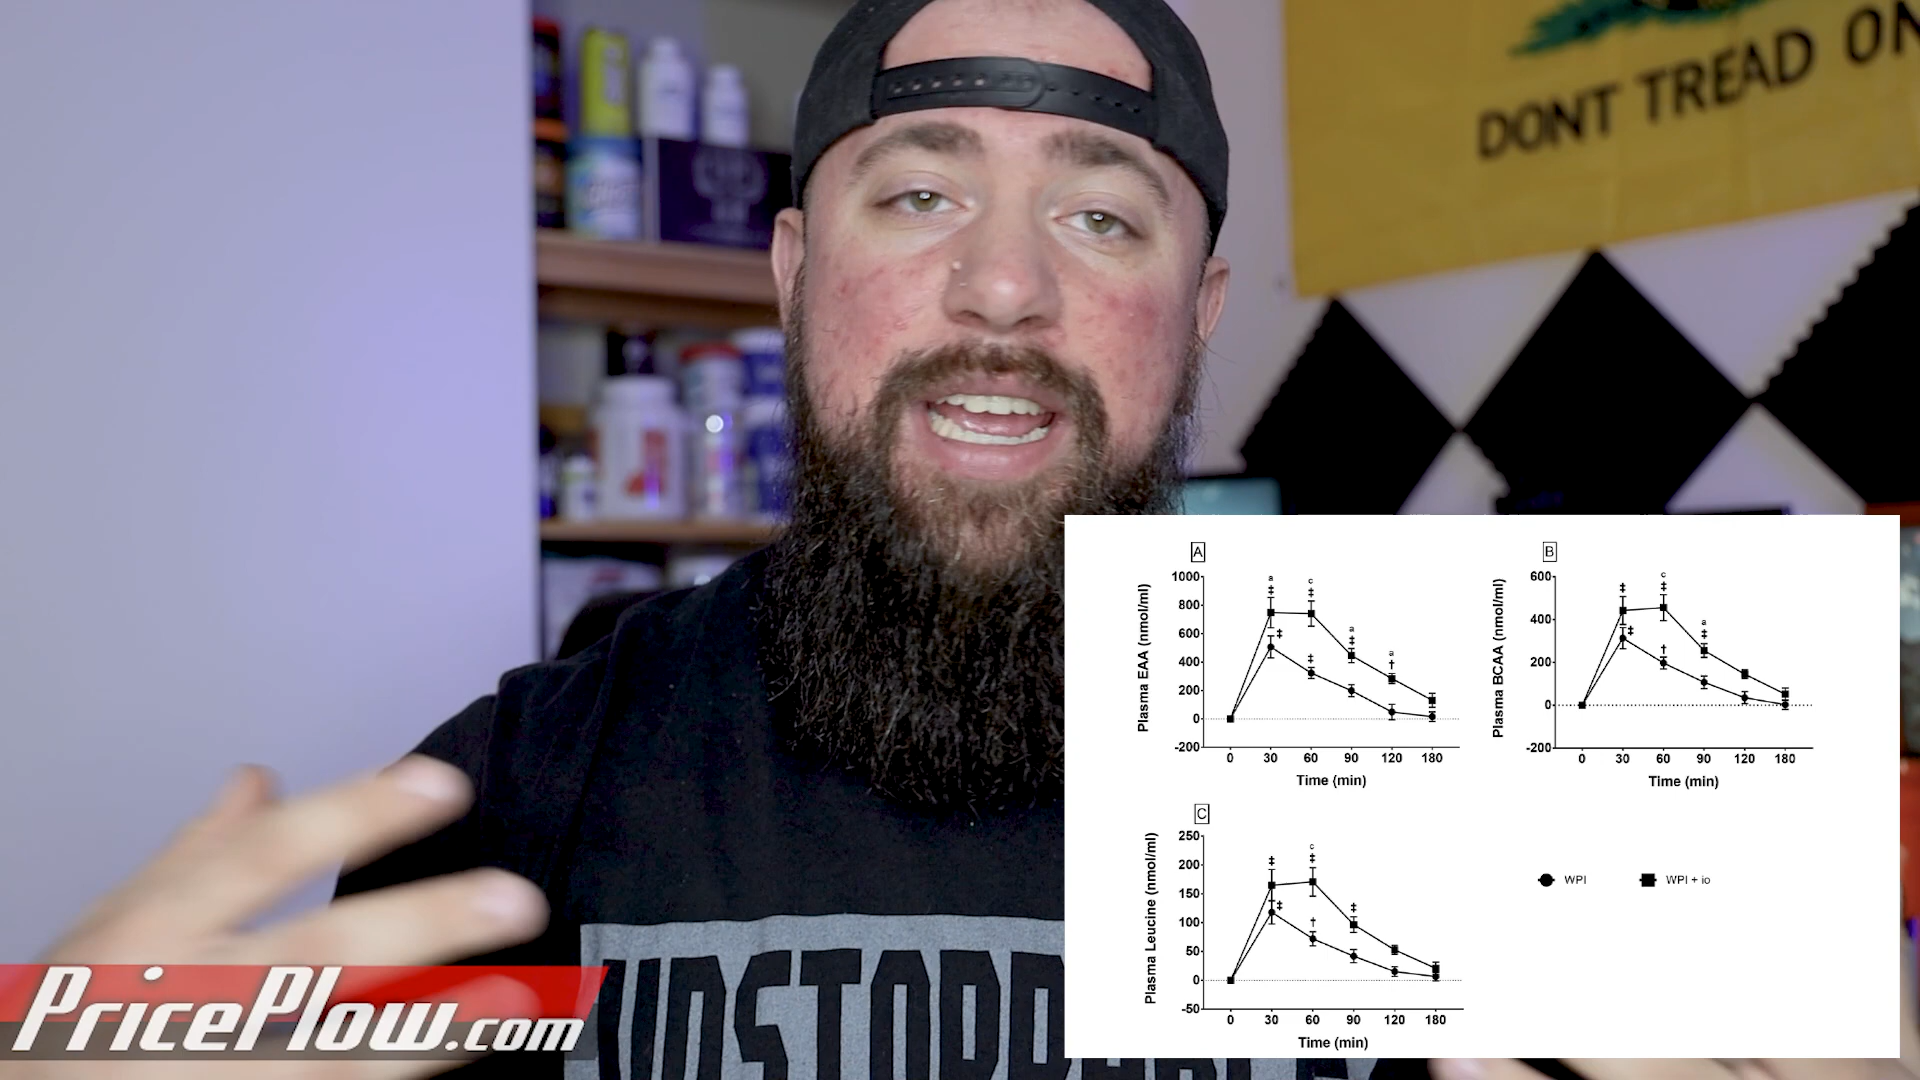 DONT TREAD ON
UNSTOPPABLE
PricePlow.com
A
1000
800
600
400
200
0
-200
Plasma EAA (nmol/ml)
a
‡
‡
c
‡
‡
a
‡
a
†
0 30 60 90 120 180
Time (min)
B
600
400
200
0
-200
Plasma BCAA (nmol/ml)
‡
‡
c
‡
†
a
‡
0 30 60 90 120 180
Time (min)
C
250
200
150
100
50
0
-50
Plasma Leucine (nmol/ml)
‡
‡
c
‡
†
‡
0 30 60 90 120 180
Time (min)
WPI
WPI + io